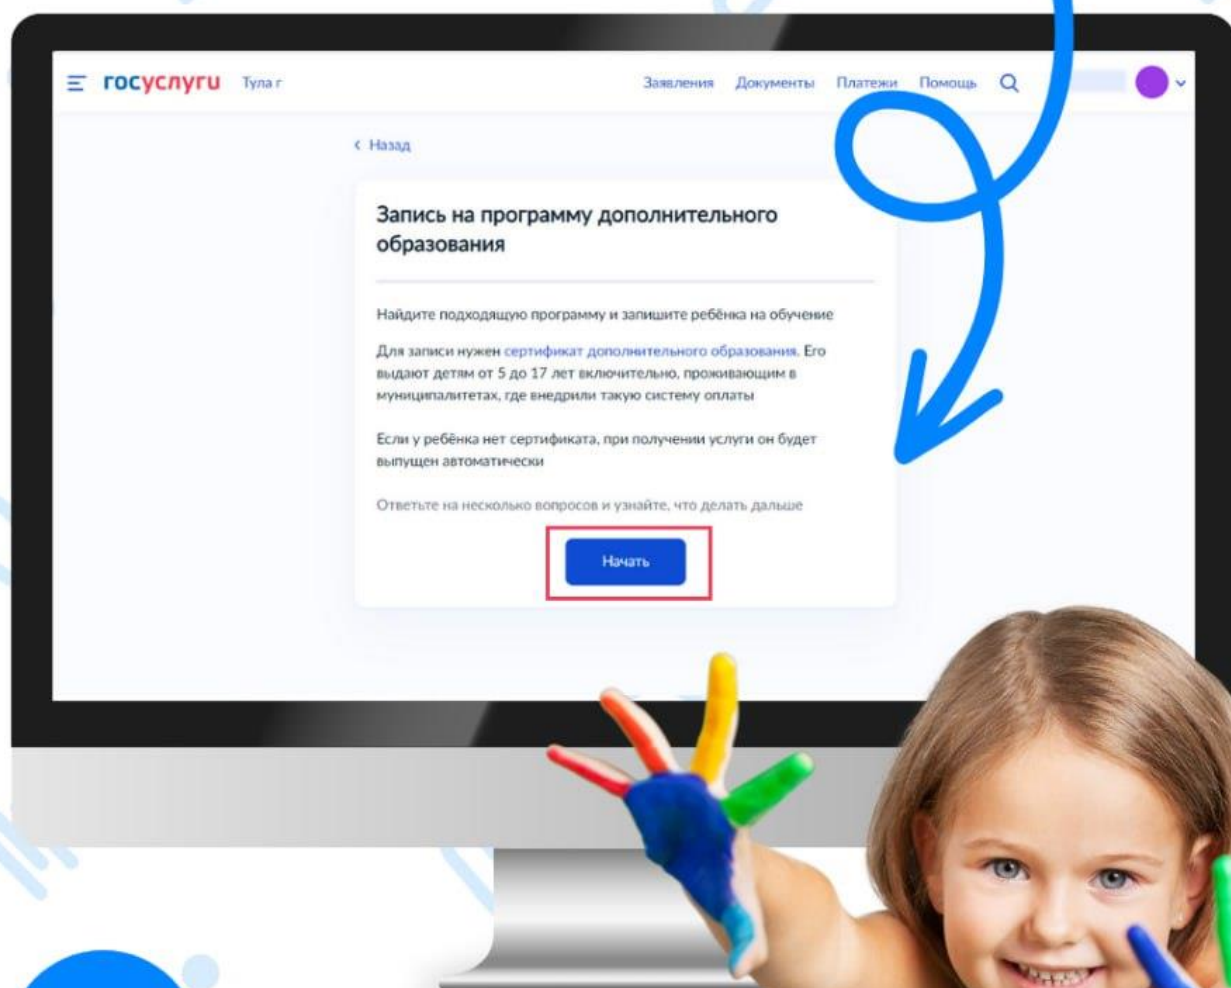 госуслуги Тула г Заявления Документы Платежи Помощь
Назад
Запись на программу дополнительного
образования
Найдите подходящую программу и запишите ребёнка на обучение
Для записи нужен сертификат дополнительного образования. Его
выдают детям от 5 до 17 лет включительно, проживающим в
муниципалитетах, где внедрили такую систему оплаты
Если у ребёнка нет сертификата, при получении услуги он будет
выпущен автоматически
Ответьте на несколько вопросов и узнайте, что делать дальше
Начать